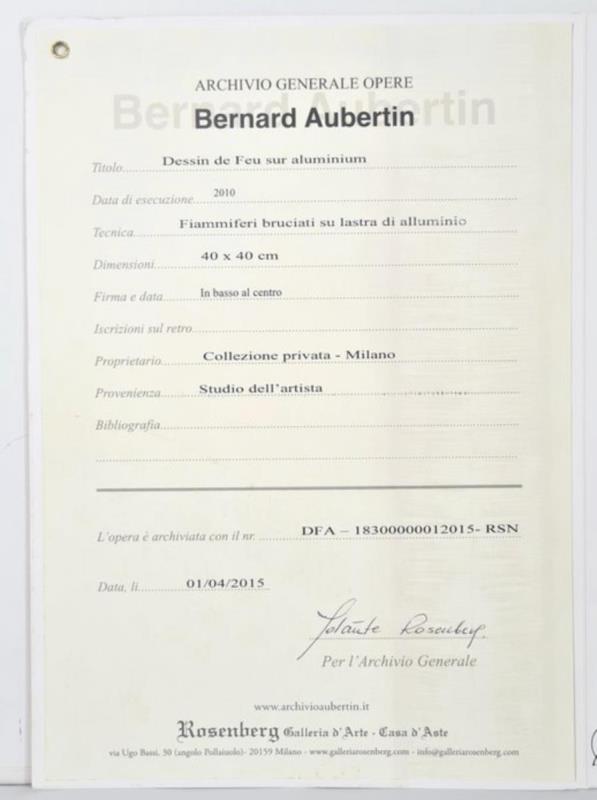 ARCHIVIO GENERALE OPERE
Bernard Aubertin
Bernard Aubertin
Titolo Dessin de Feu sur aluminium
Data di esecuzione 2010
Tecnica Fiammiferi bruciati su lastra di alluminio
Dimensioni 40 x 40 cm
Firma e data In basso al centro
Iscrizioni sul retro
Proprietario Collezione privata - Milano
Provenienza Studio dell'artista
Bibliografia
L'opera è archiviata con il nr. DFA – 18300000012015- RSN
Data, li 01/04/2015
Jolante Rosenberg.
Per l'Archivio Generale
www.archivioaubertin.it
Rosenberg Galleria d'Arte - Casa d'Aste
via Ugo Bassi, 30 (angolo Pollaiuolo)- 20159 Milano - www.galleriarosenberg.com - info@galleriarosenberg.com